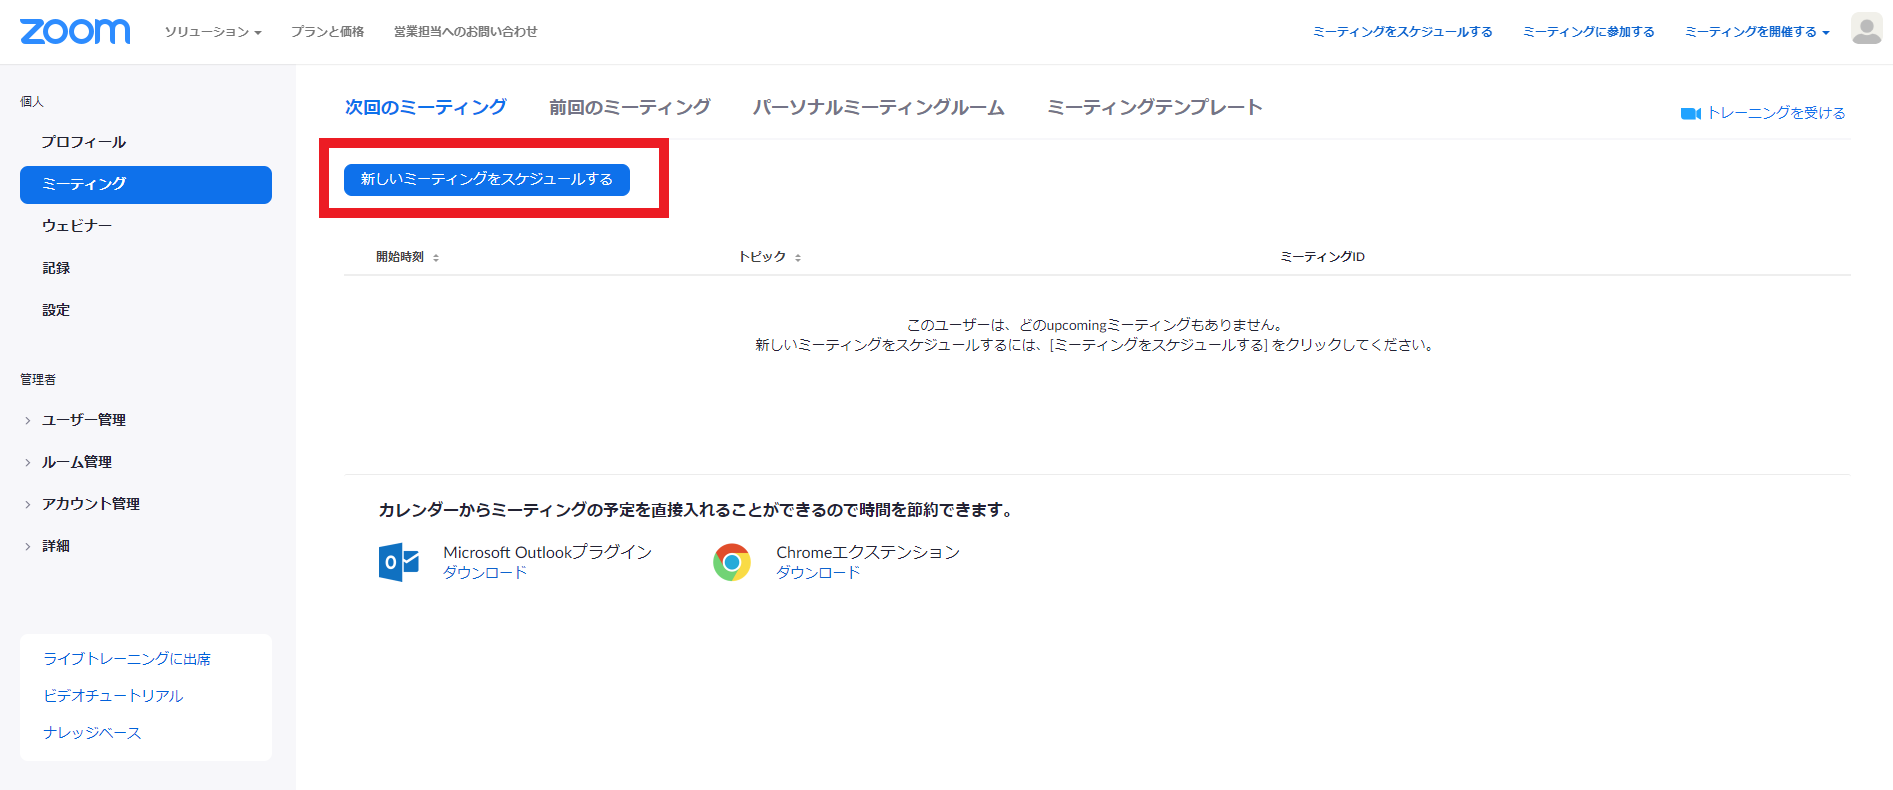 zoom
ソリューション
プランと価格
営業担当へのお問い合わせ
ミーティングをスケジュールする
ミーティングに参加する
ミーティングを開催する
個人
プロフィール
ミーティング
ウェビナー
記録
設定
管理者
ユーザー管理
ルーム管理
アカウント管理
詳細
ライブトレーニングに出席
ビデオチュートリアル
ナレッジベース
次回のミーティング
前回のミーティング
パーソナルミーティングルーム
ミーティングテンプレート
トレーニングを受ける
新しいミーティングをスケジュールする
開始時刻
トピック
ミーティングID
このユーザーは、どのupcomingミーティングもありません。
新しいミーティングをスケジュールするには、[ミーティングをスケジュールする] をクリックしてください。
カレンダーからミーティングの予定を直接入れることができるので時間を節約できます。
Microsoft Outlookプラグイン
ダウンロード
Chromeエクステンション
ダウンロード